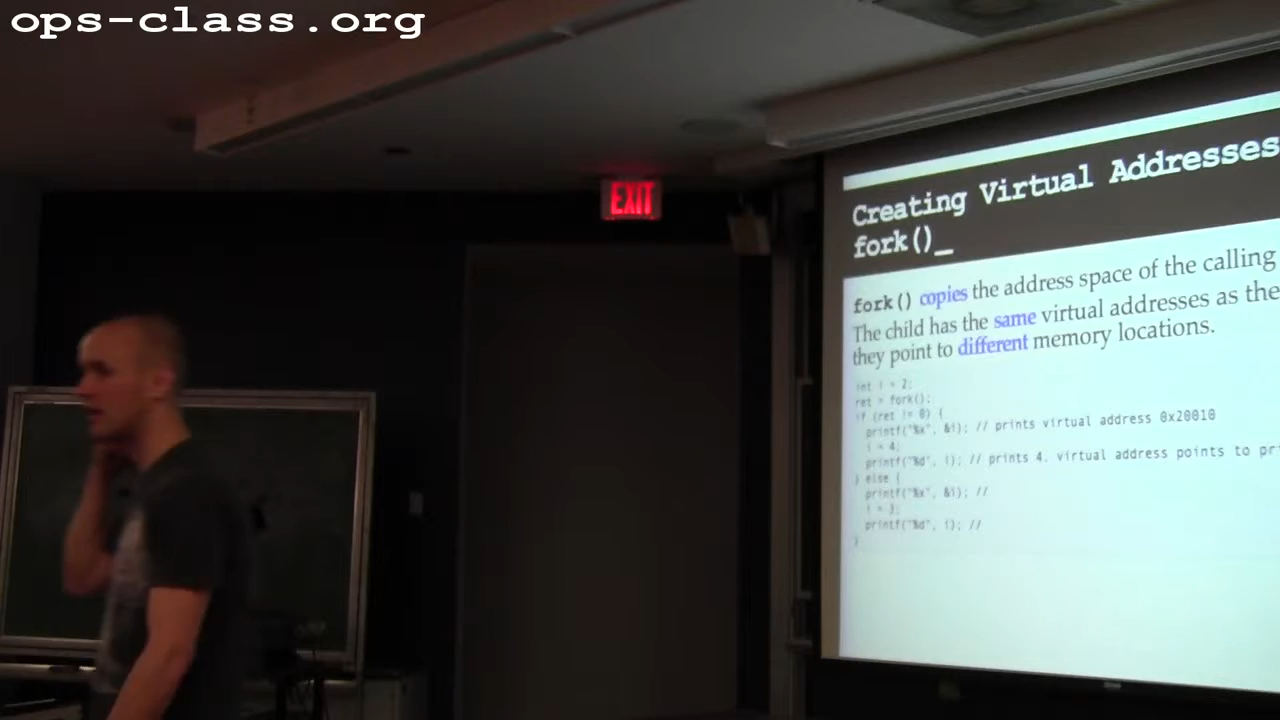 ops-class.org
EXIT
Creating Virtual Addresses
fork()_
fork() copies the address space of the calling
The child has the same virtual addresses as the
they point to different memory locations.
int i = 2;
ret = fork();
if (ret != 0) {
printf("%x", &i); // prints virtual address 0x20010
i = 4;
printf("%d", i); // prints 4. virtual address points to pr
} else {
printf("%x", &i); //
i = 3;
printf("%d", i); //
}